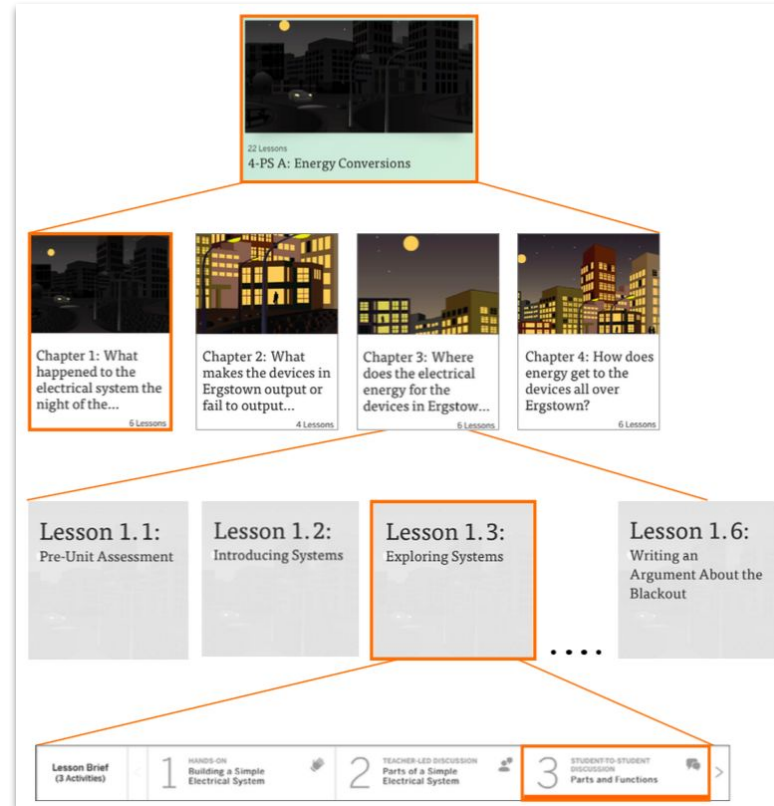 22 Lessons
4-PS A: Energy Conversions
Chapter 1: What
happened to the
electrical system the
night of the...
6 Lessons
Chapter 2: What
makes the devices in
Ergstown output or
fail to output...
4 Lessons
Chapter 3: Where
does the electrical
energy for the
devices in Ergstow...
6 Lessons
Chapter 4: How does
energy get to the
devices all over
Ergstown?
6 Lessons
Lesson 1.1:
Pre-Unit Assessment
Lesson 1.2:
Introducing Systems
Lesson 1.3:
Exploring Systems
....
Lesson 1.6:
Writing an
Argument About the
Blackout
Lesson Brief
(3 Activities)
1
HANDS-ON
Building a Simple
Electrical System
2
TEACHER-LED DISCUSSION
Parts of a Simple
Electrical System
3
STUDENT-TO-STUDENT
DISCUSSION
Parts and Functions